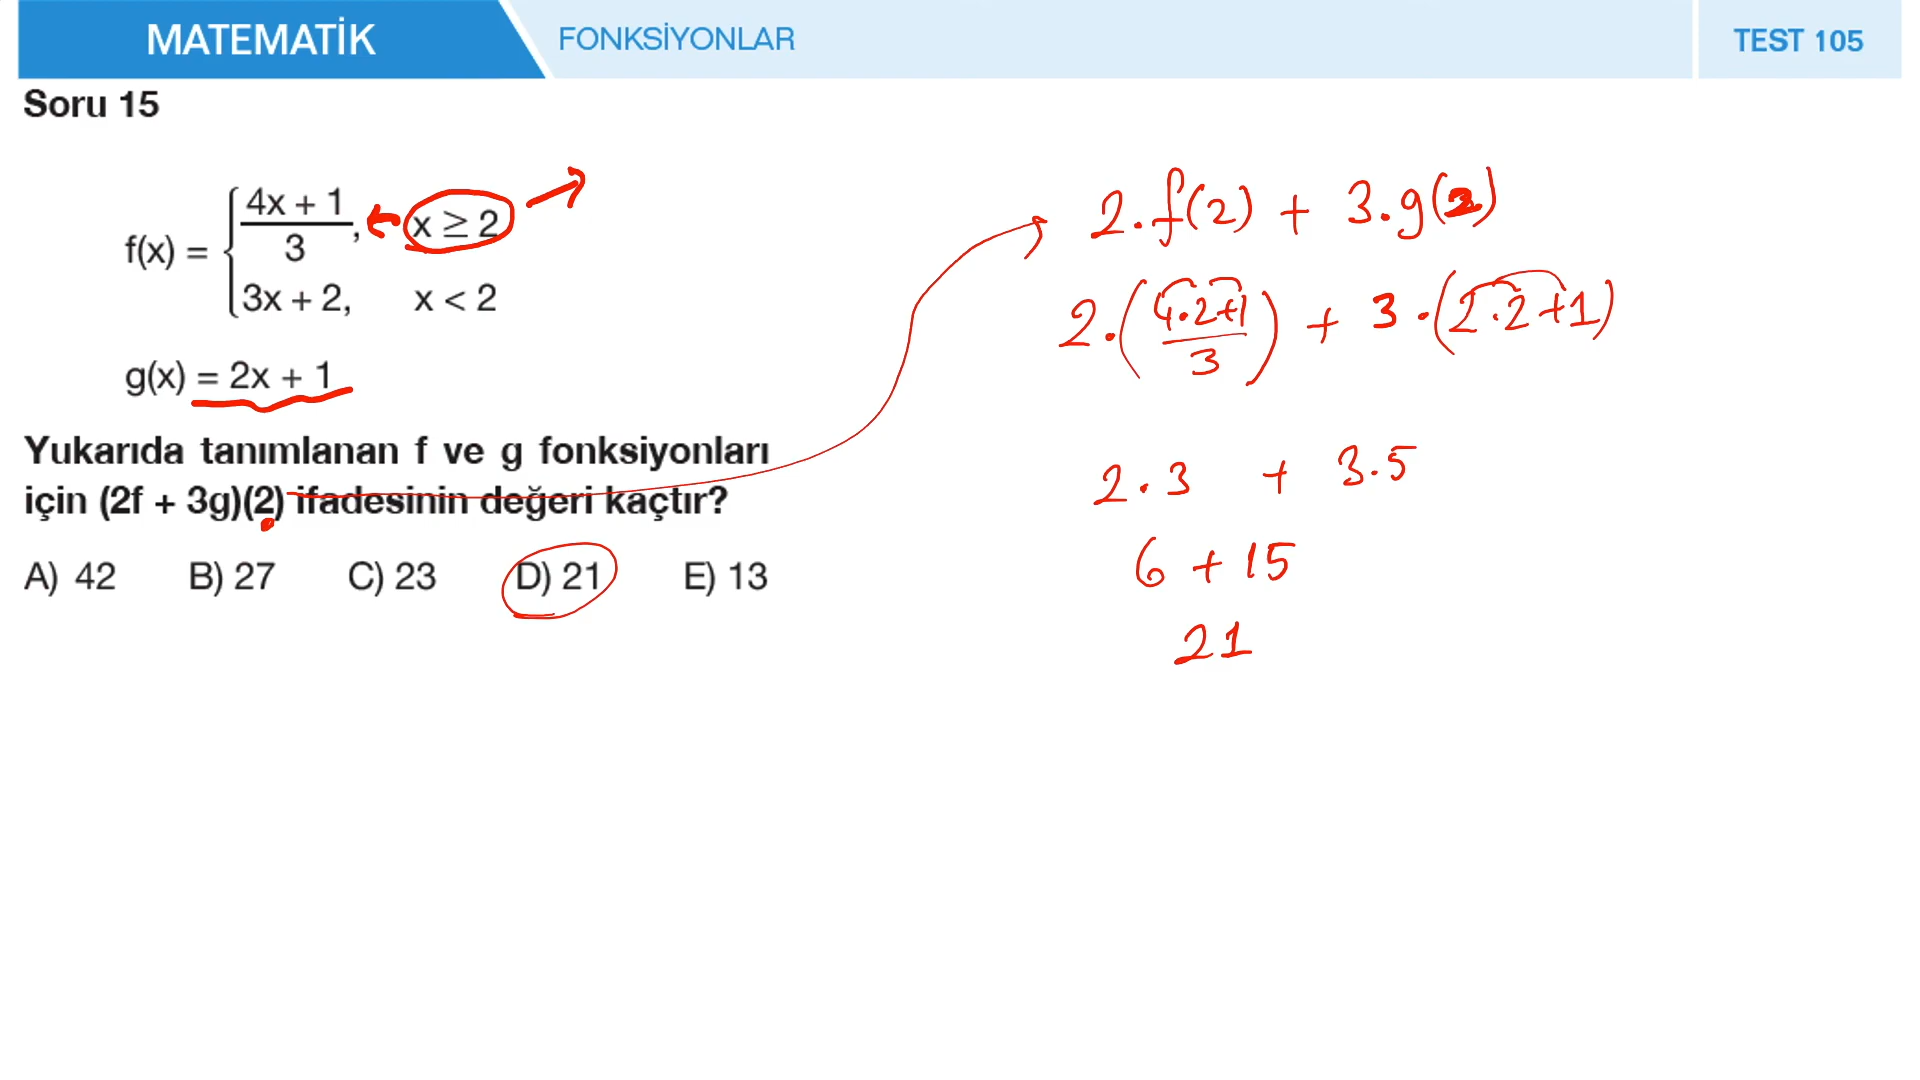 MATEMATİK
FONKSİYONLAR
TEST 105
Soru 15
f(x) = { (4x + 1)/3, x ≥ 2
3x + 2, x < 2
g(x) = 2x + 1
Yukarıda tanımlanan f ve g fonksiyonları
için (2f + 3g)(2) ifadesinin değeri kaçtır?
A) 42 B) 27 C) 23 D) 21 E) 13
2.f(2) + 3.g(2)
2.((4.2+1)/3) + 3.(2.2+1)
2.3 + 3.5
6 + 15
21